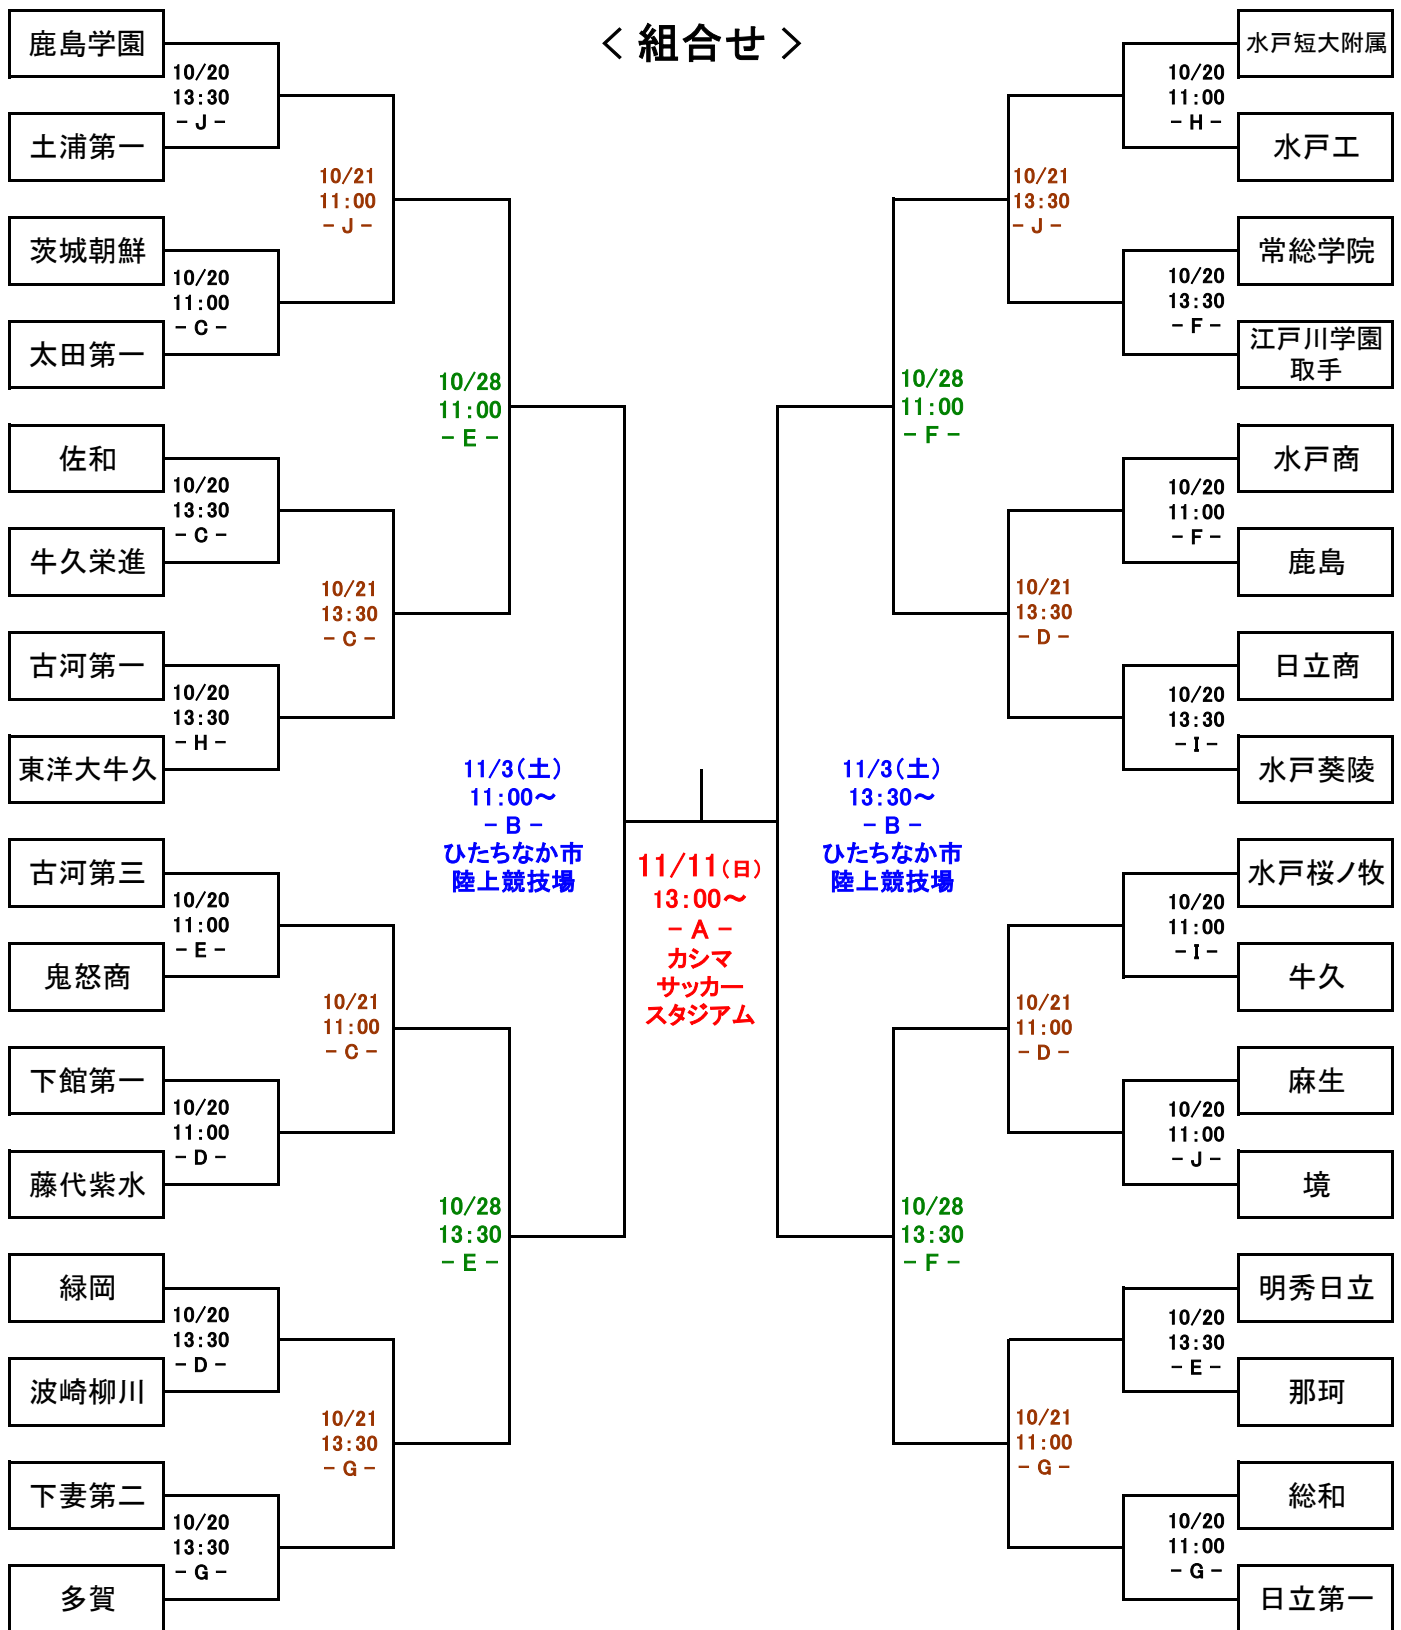 ＜ 組合せ ＞
鹿島学園
10/20
13:30
- J -
土浦第一
10/21
11:00
- J -
茨城朝鮮
10/20
11:00
- C -
太田第一
10/28
11:00
- E -
佐和
10/20
13:30
- C -
牛久栄進
10/21
13:30
- C -
古河第一
10/20
13:30
- H -
東洋大牛久
11/3(土)
11:00～
- B -
ひたちなか市
陸上競技場
古河第三
10/20
11:00
- E -
鬼怒商
10/21
11:00
- C -
下館第一
10/20
11:00
- D -
藤代紫水
10/28
13:30
- E -
緑岡
10/20
13:30
- D -
波崎柳川
10/21
13:30
- G -
下妻第二
10/20
13:30
- G -
多賀
11/11(日)
13:00～
- A -
カシマ
サッカー
スタジアム
水戸短大附属
10/20
11:00
- H -
水戸工
10/21
13:30
- J -
常総学院
10/20
13:30
- F -
江戸川学園
取手
10/28
11:00
- F -
水戸商
10/20
11:00
- F -
鹿島
10/21
13:30
- D -
日立商
10/20
13:30
- I -
水戸葵陵
11/3(土)
13:30～
- B -
ひたちなか市
陸上競技場
水戸桜ノ牧
10/20
11:00
- I -
牛久
10/21
11:00
- D -
麻生
10/20
11:00
- J -
境
10/28
13:30
- F -
明秀日立
10/20
13:30
- E -
那珂
10/21
11:00
- G -
総和
10/20
11:00
- G -
日立第一